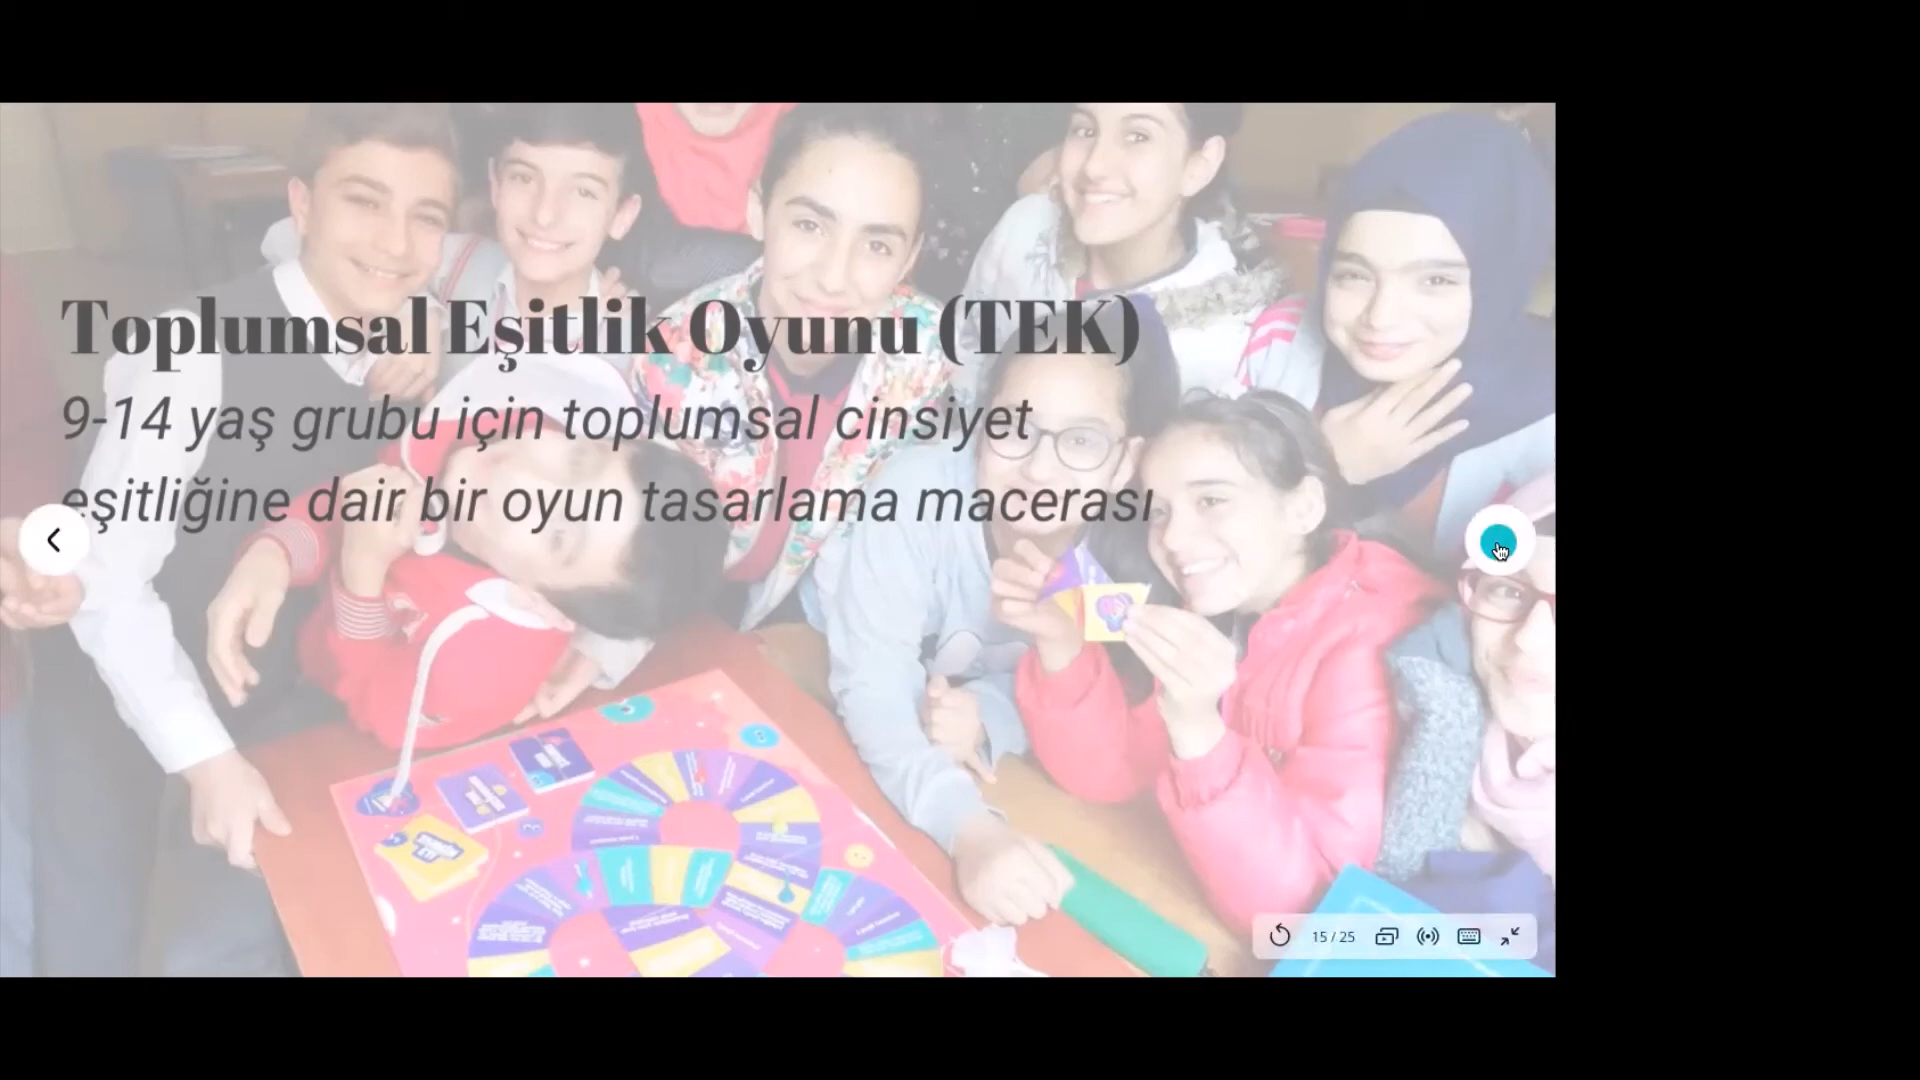 Toplumsal Eşitlik Oyunu (TEK)
9-14 yaş grubu için toplumsal cinsiyet
eşitliğine dair bir oyun tasarlama macerası
15 / 25